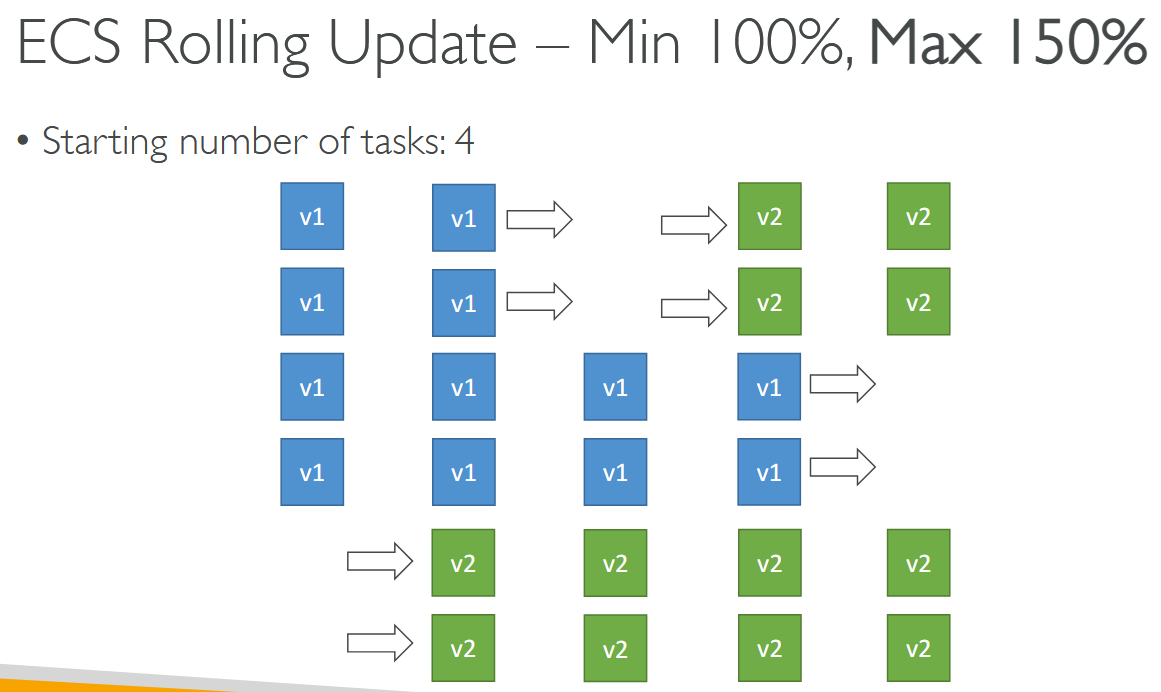 ECS Rolling Update – Min 100%, Max 150%
• Starting number of tasks: 4
v1 v1 v2 v2
v1 v1 v2 v2
v1 v1 v1 v1
v1 v1 v1 v1
v2 v2 v2 v2
v2 v2 v2 v2